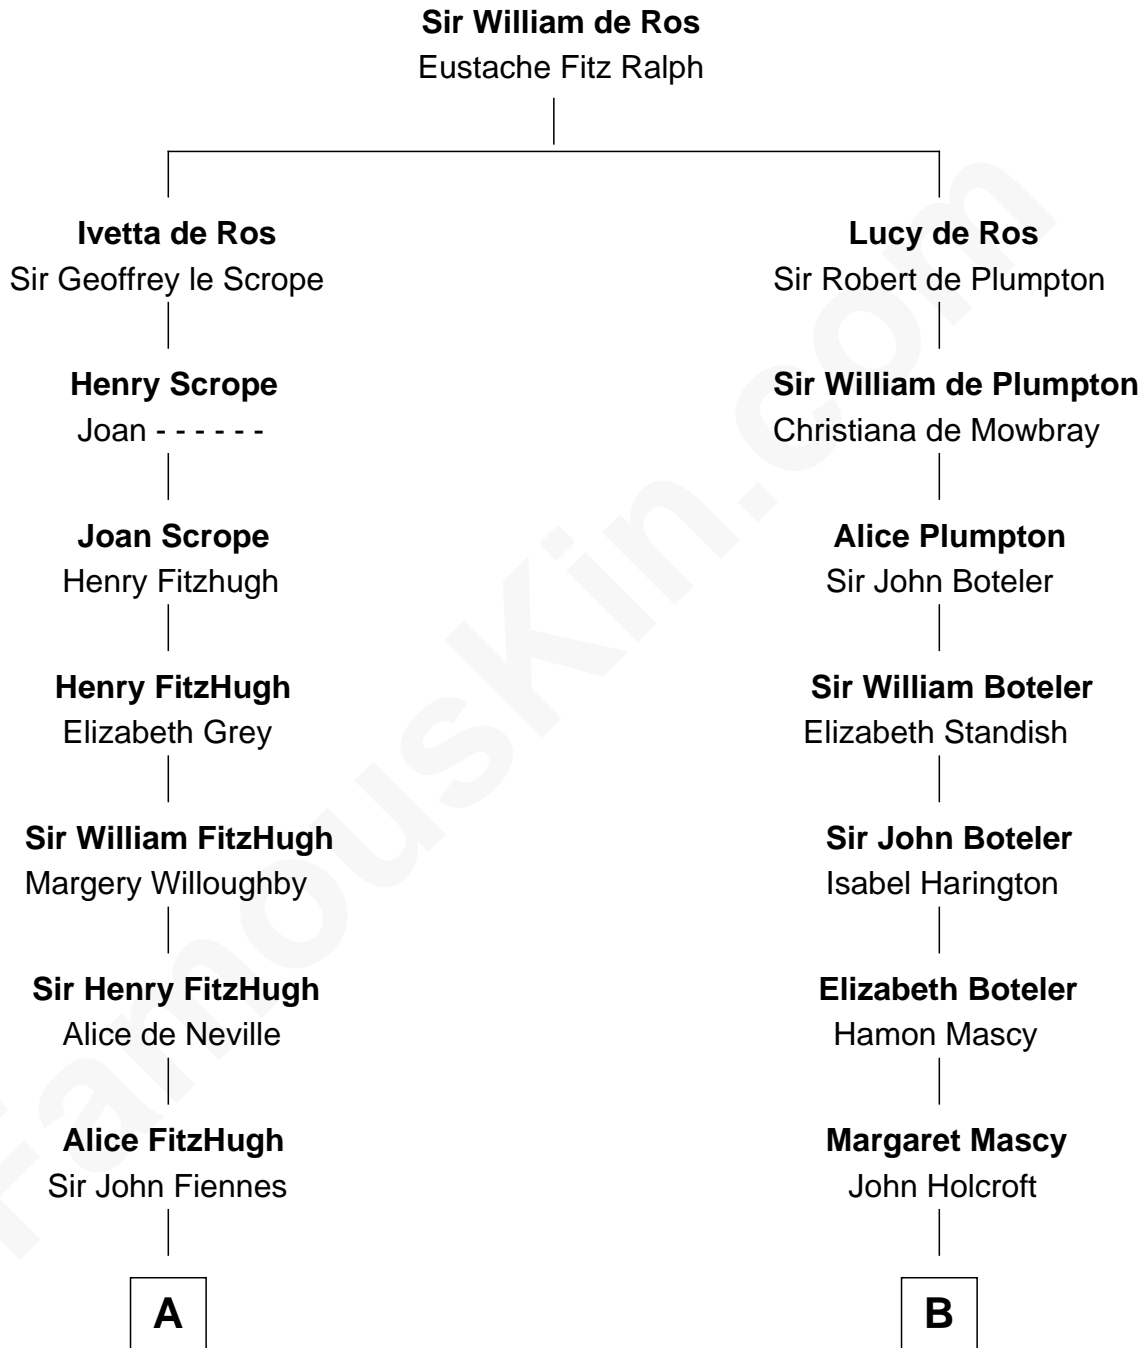 Sir William de Ros
Eustache Fitz Ralph
Ivetta de Ros
Sir Geoffrey le Scrope
Lucy de Ros
Sir Robert de Plumpton
Henry Scrope
Joan - - - - - -
Sir William de Plumpton
Christiana de Mowbray
Joan Scrope
Henry Fitzhugh
Alice Plumpton
Sir John Boteler
Henry FitzHugh
Elizabeth Grey
Sir William Boteler
Elizabeth Standish
Sir William FitzHugh
Margery Willoughby
Sir John Boteler
Isabel Harington
Sir Henry FitzHugh
Alice de Neville
Elizabeth Boteler
Hamon Mascy
Alice FitzHugh
Sir John Fiennes
Margaret Mascy
John Holcroft
A
B
FamousKin.com